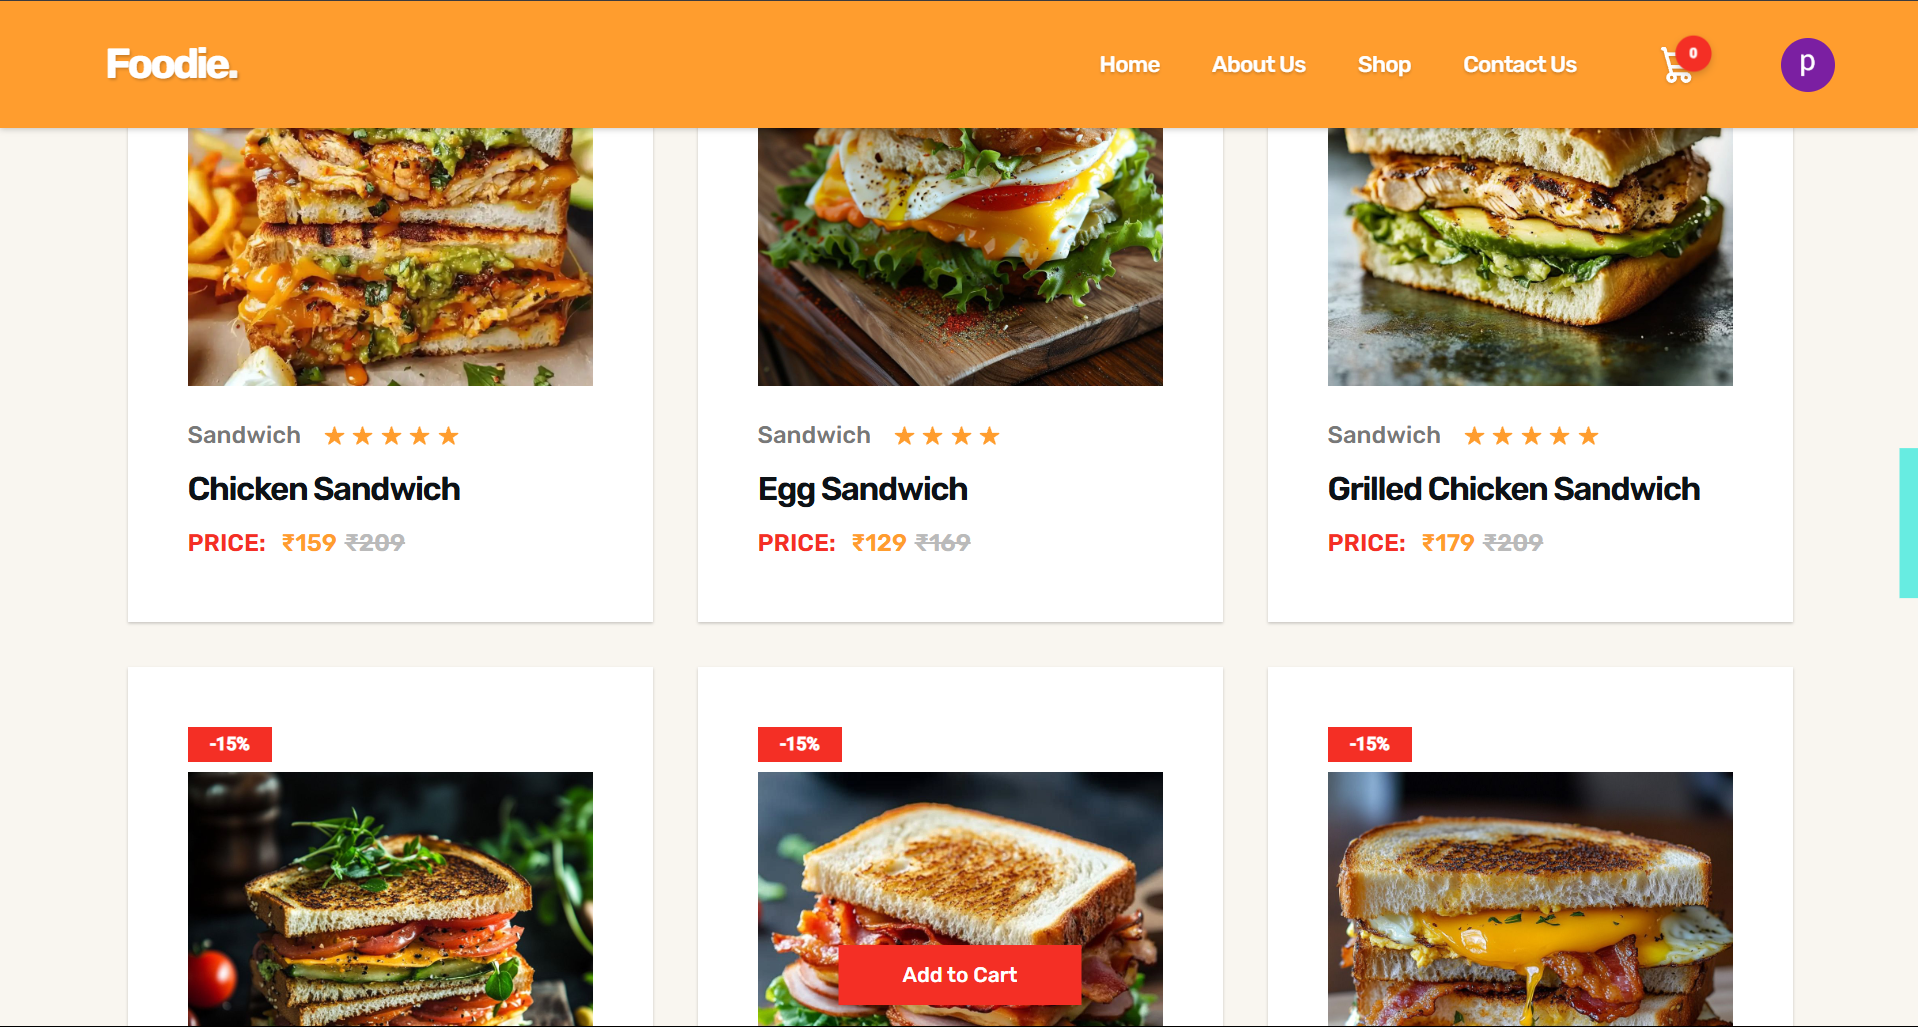 Foodie.
Home About Us Shop Contact Us 0 p
Sandwich ★★★★★
Chicken Sandwich
PRICE: ₹159 ₹209
Sandwich ★★★★
Egg Sandwich
PRICE: ₹129 ₹169
Sandwich ★★★★★
Grilled Chicken Sandwich
PRICE: ₹179 ₹209
-15%
-15%
Add to Cart
-15%